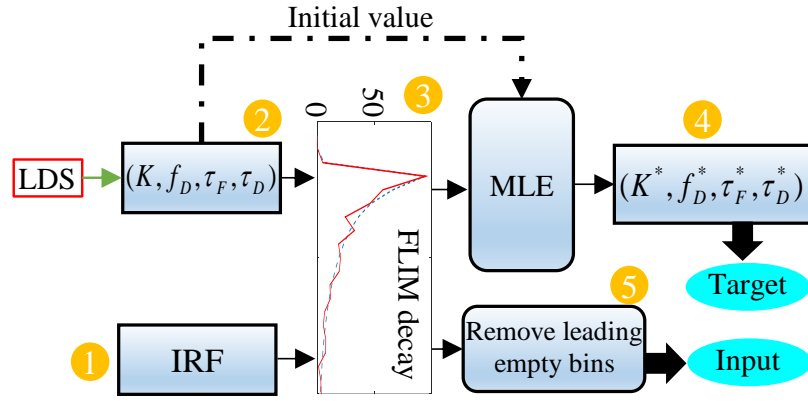 Initial value
0
50
3
2
4
LDS
(K, f_D, τ_F, τ_D)
MLE
(K*, f_D*, τ_F*, τ_D*)
FLIM decay
Target
5
1
IRF
Remove leading
empty bins
Input